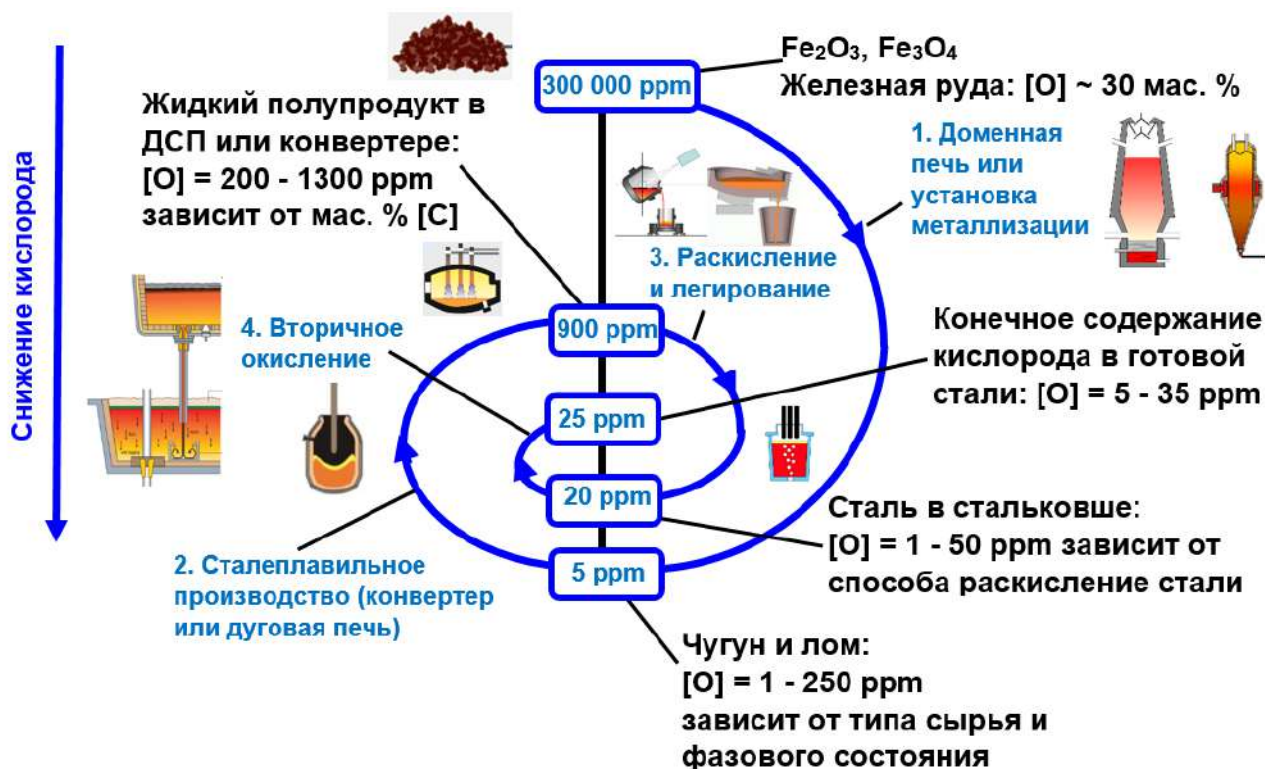 Снижение кислорода
Fe₂O₃, Fe₃O₄
Железная руда: [O] ~ 30 мас. %
300 000 ppm
Жидкий полупродукт в
ДСП или конвертере:
[O] = 200 - 1300 ppm
зависит от мас. % [C]
1. Доменная
печь или
установка
металлизации
3. Раскисление
и легирование
900 ppm
4. Вторичное
окисление
Конечное содержание
кислорода в готовой
стали: [O] = 5 - 35 ppm
25 ppm
20 ppm
Сталь в стальковше:
[O] = 1 - 50 ppm зависит от
способа раскисление стали
2. Сталеплавильное
производство (конвертер
или дуговая печь)
5 ppm
Чугун и лом:
[O] = 1 - 250 ppm
зависит от типа сырья и
фазового состояния